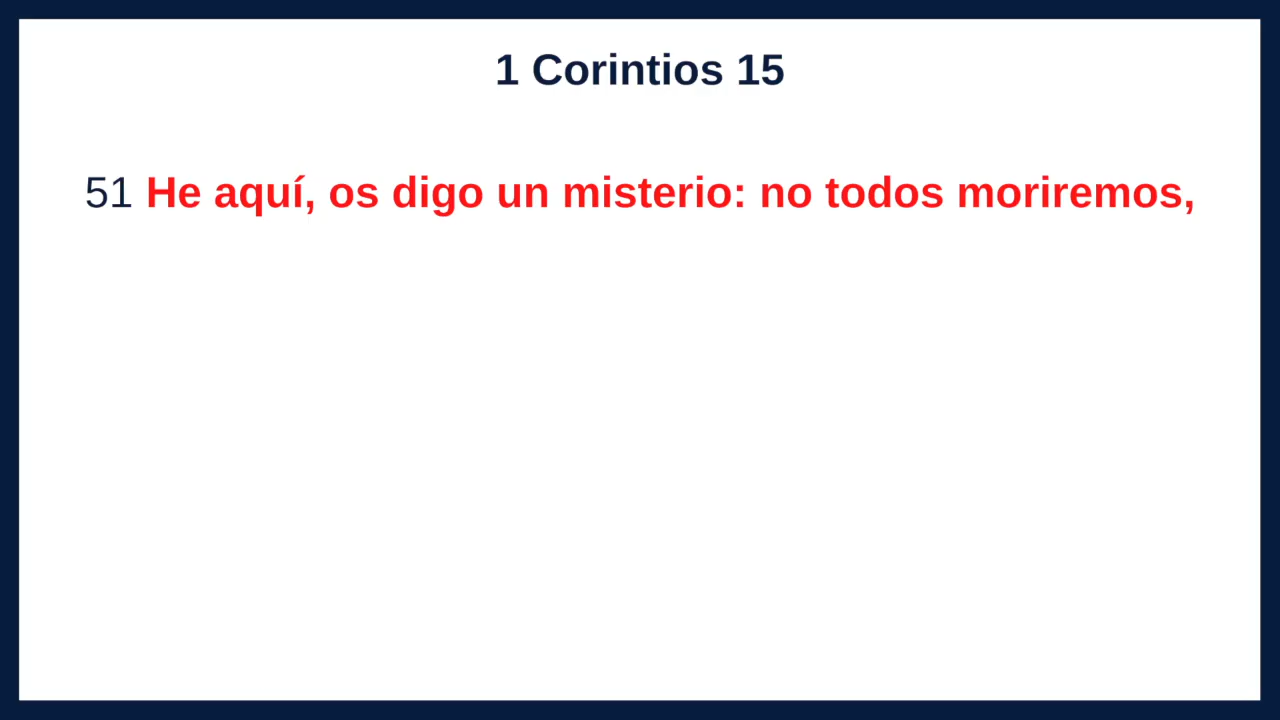 1 Corintios 15
51 He aquí, os digo un misterio: no todos moriremos,